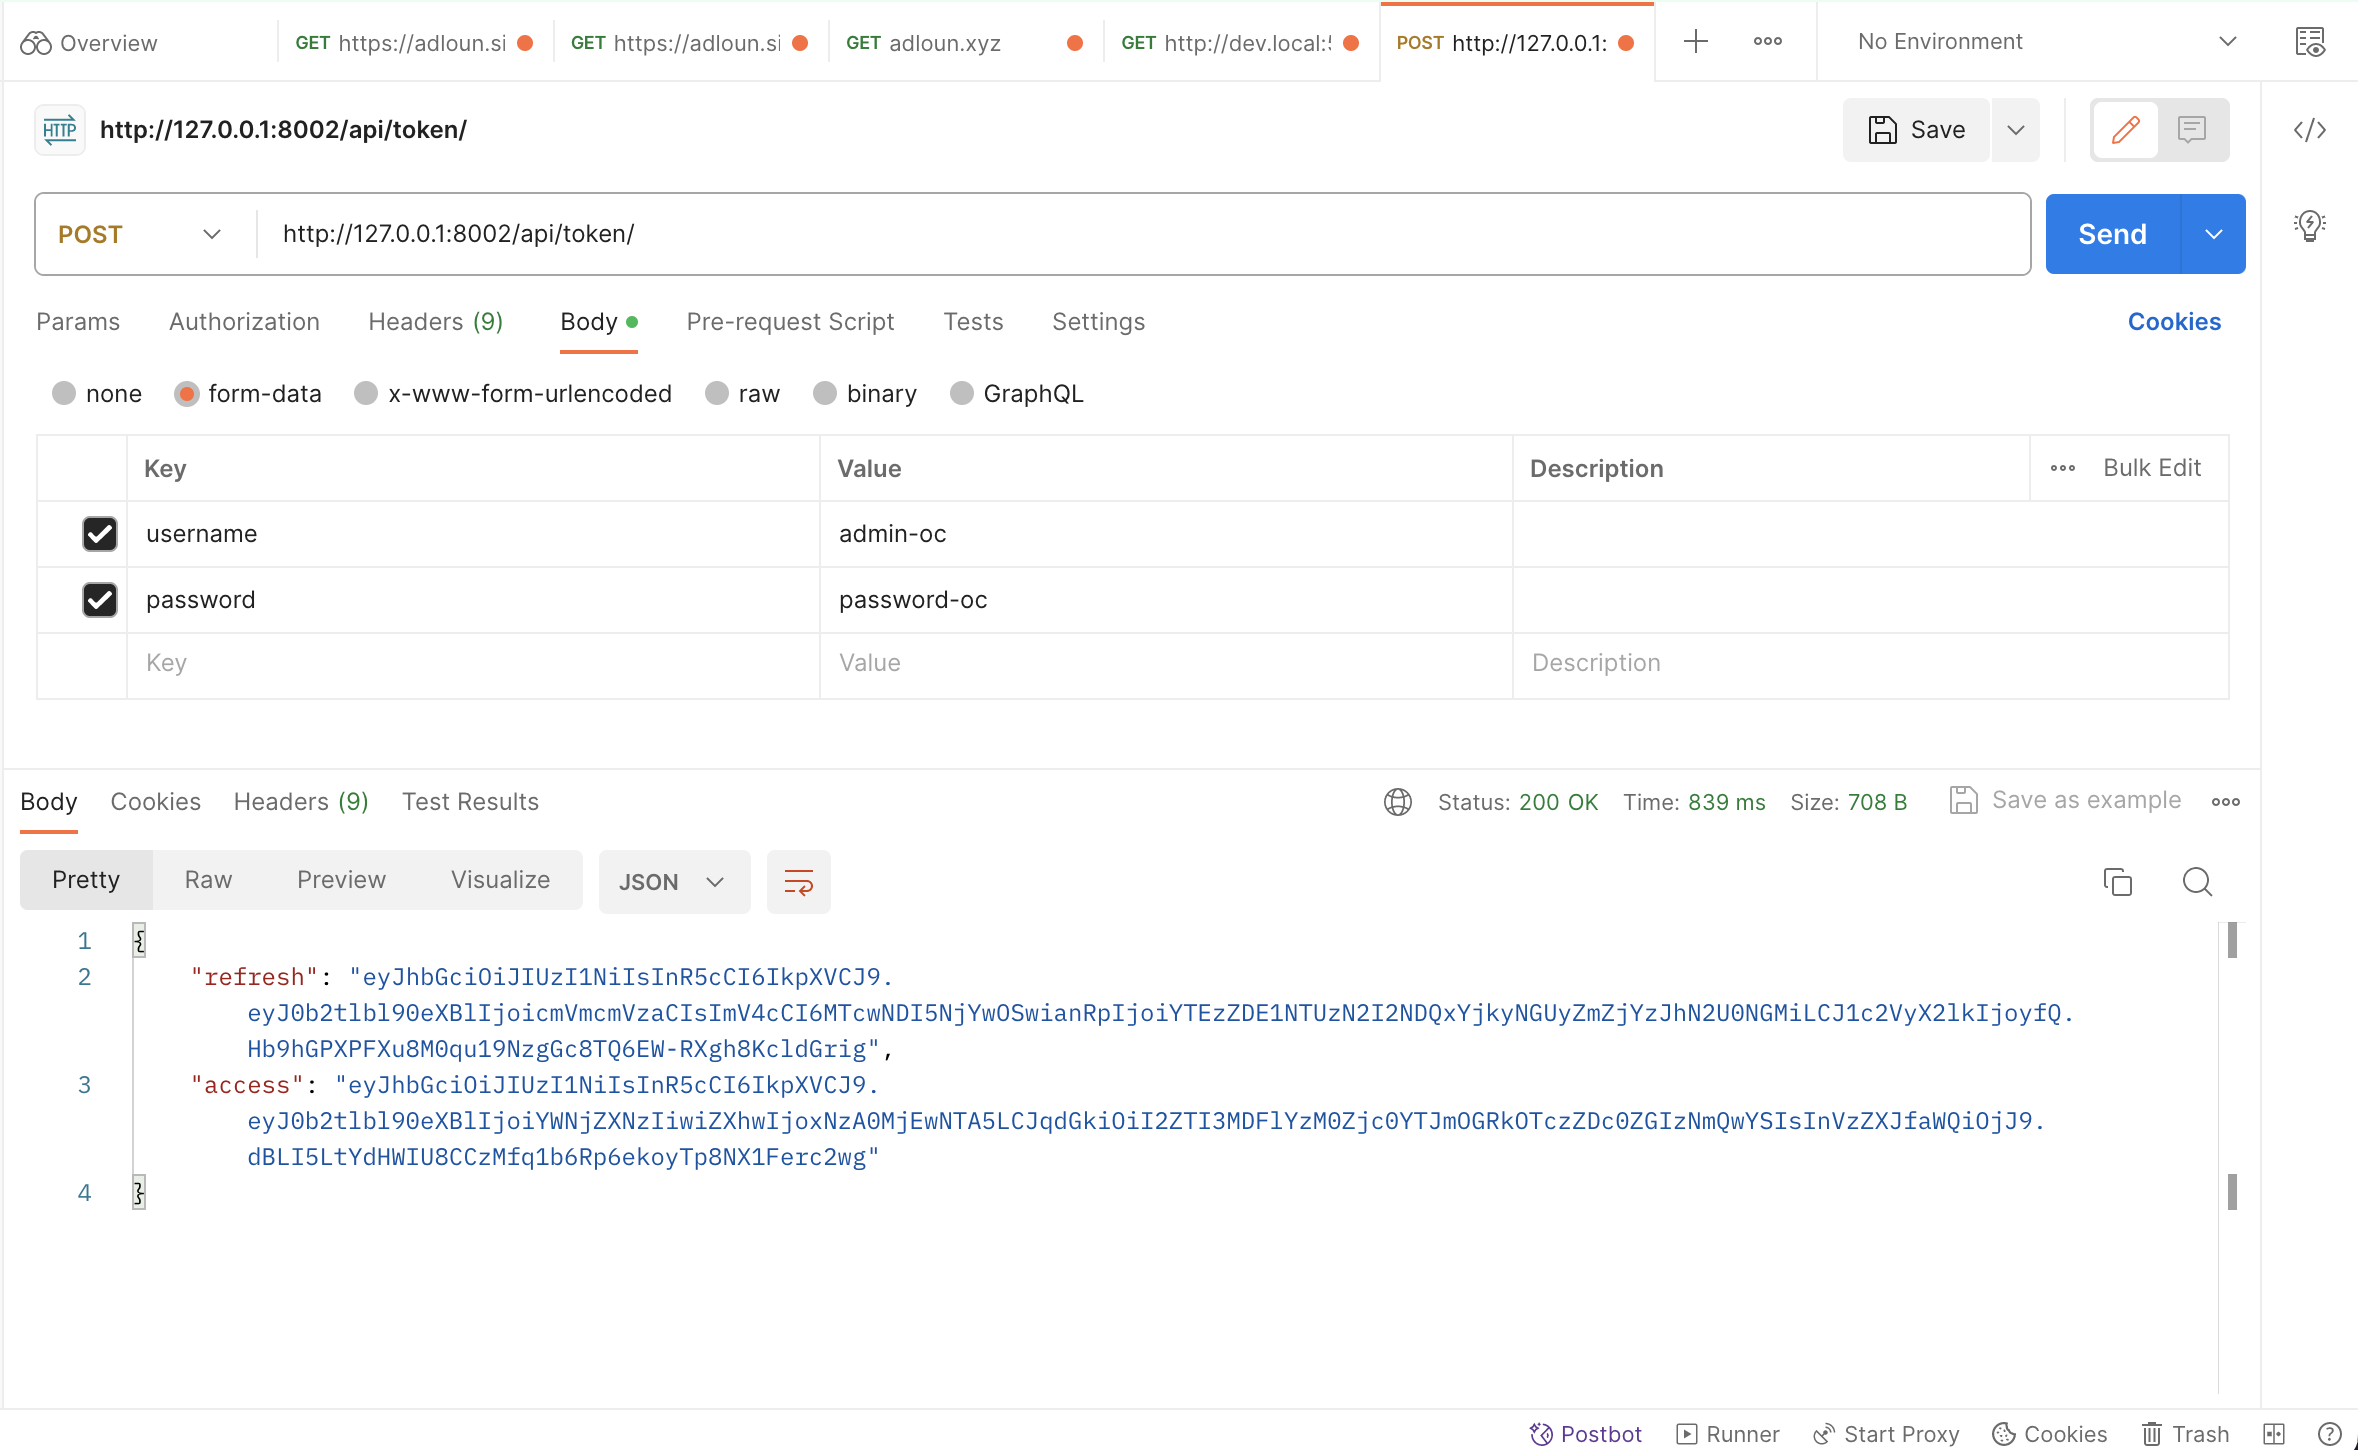 Overview
GET https://adloun.si
GET https://adloun.si
GET adloun.xyz
GET http://dev.local:5
POST http://127.0.0.1:
No Environment
HTTP http://127.0.0.1:8002/api/token/
Save
POST http://127.0.0.1:8002/api/token/ Send
Params Authorization Headers (9) Body Pre-request Script Tests Settings Cookies
none form-data x-www-form-urlencoded raw binary GraphQL
Key Value Description Bulk Edit
username admin-oc
password password-oc
Key Value Description
Body Cookies Headers (9) Test Results Status: 200 OK Time: 839 ms Size: 708 B Save as example
Pretty Raw Preview Visualize JSON
1 {
2 "refresh": "eyJhbGciOiJIUzI1NiIsInR5cCI6IkpXVCJ9.
eyJ0b2tlbl90eXBlIjoicmVmcmVzaCIsImV4cCI6MTcwNDI5NjYwOSwianRpIjoiYTEzZDE1NTUzN2I2NDQxYjkyNGUyZmZjYzJhN2U0NGMiLCJ1c2VyX2lkIjoyfQ.
Hb9hGPXPFXu8M0qu19NzgGc8TQ6EW-RXgh8KcldGrig",
3 "access": "eyJhbGciOiJIUzI1NiIsInR5cCI6IkpXVCJ9.
eyJ0b2tlbl90eXBlIjoiYWNjZXNzIiwiZXhwIjoxNzA0MjEwNTA5LCJqdGkiOiI2ZTI3MDFlYzM0Zjc0YTJmOGRkOTczZDc0ZGIzNmQwYSIsInVzZXJfaWQiOjJ9.
dBLI5LtYdHWIU8CCzMfq1b6Rp6ekoyTp8NX1Ferc2wg"
4 }
Postbot Runner Start Proxy Cookies Trash